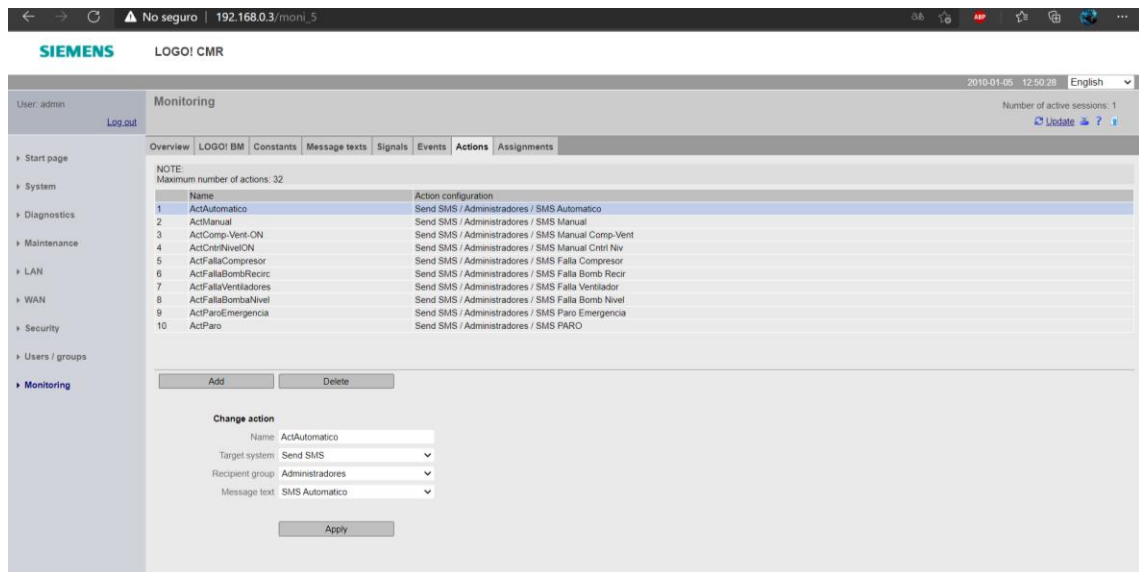 No seguro | 192.168.0.3/moni_5
ABP
SIEMENS LOGO! CMR
2010-01-05 12:50:28 English
User: admin Monitoring Number of active sessions: 1
Log out Update ?
Overview LOGO! BM Constants Message texts Signals Events Actions Assignments
Start page
System
Diagnostics
Maintenance
LAN
WAN
Security
Users / groups
Monitoring
NOTE:
Maximum number of actions: 32
Name Action configuration
1 ActAutomatico Send SMS / Administradores / SMS Automatico
2 ActManual Send SMS / Administradores / SMS Manual
3 ActComp-Vent-ON Send SMS / Administradores / SMS Manual Comp-Vent
4 ActCntrlNivelON Send SMS / Administradores / SMS Manual Cntrl Niv
5 ActFallaCompresor Send SMS / Administradores / SMS Falla Compresor
6 ActFallaBombRecirc Send SMS / Administradores / SMS Falla Bomb Recir
7 ActFallaVentiladores Send SMS / Administradores / SMS Falla Ventilador
8 ActFallaBombaNivel Send SMS / Administradores / SMS Falla Bomb Nivel
9 ActParoEmergencia Send SMS / Administradores / SMS Paro Emergencia
10 ActParo Send SMS / Administradores / SMS PARO
Add Delete
Change action
Name ActAutomatico
Target system Send SMS
Recipient group Administradores
Message text SMS Automatico
Apply